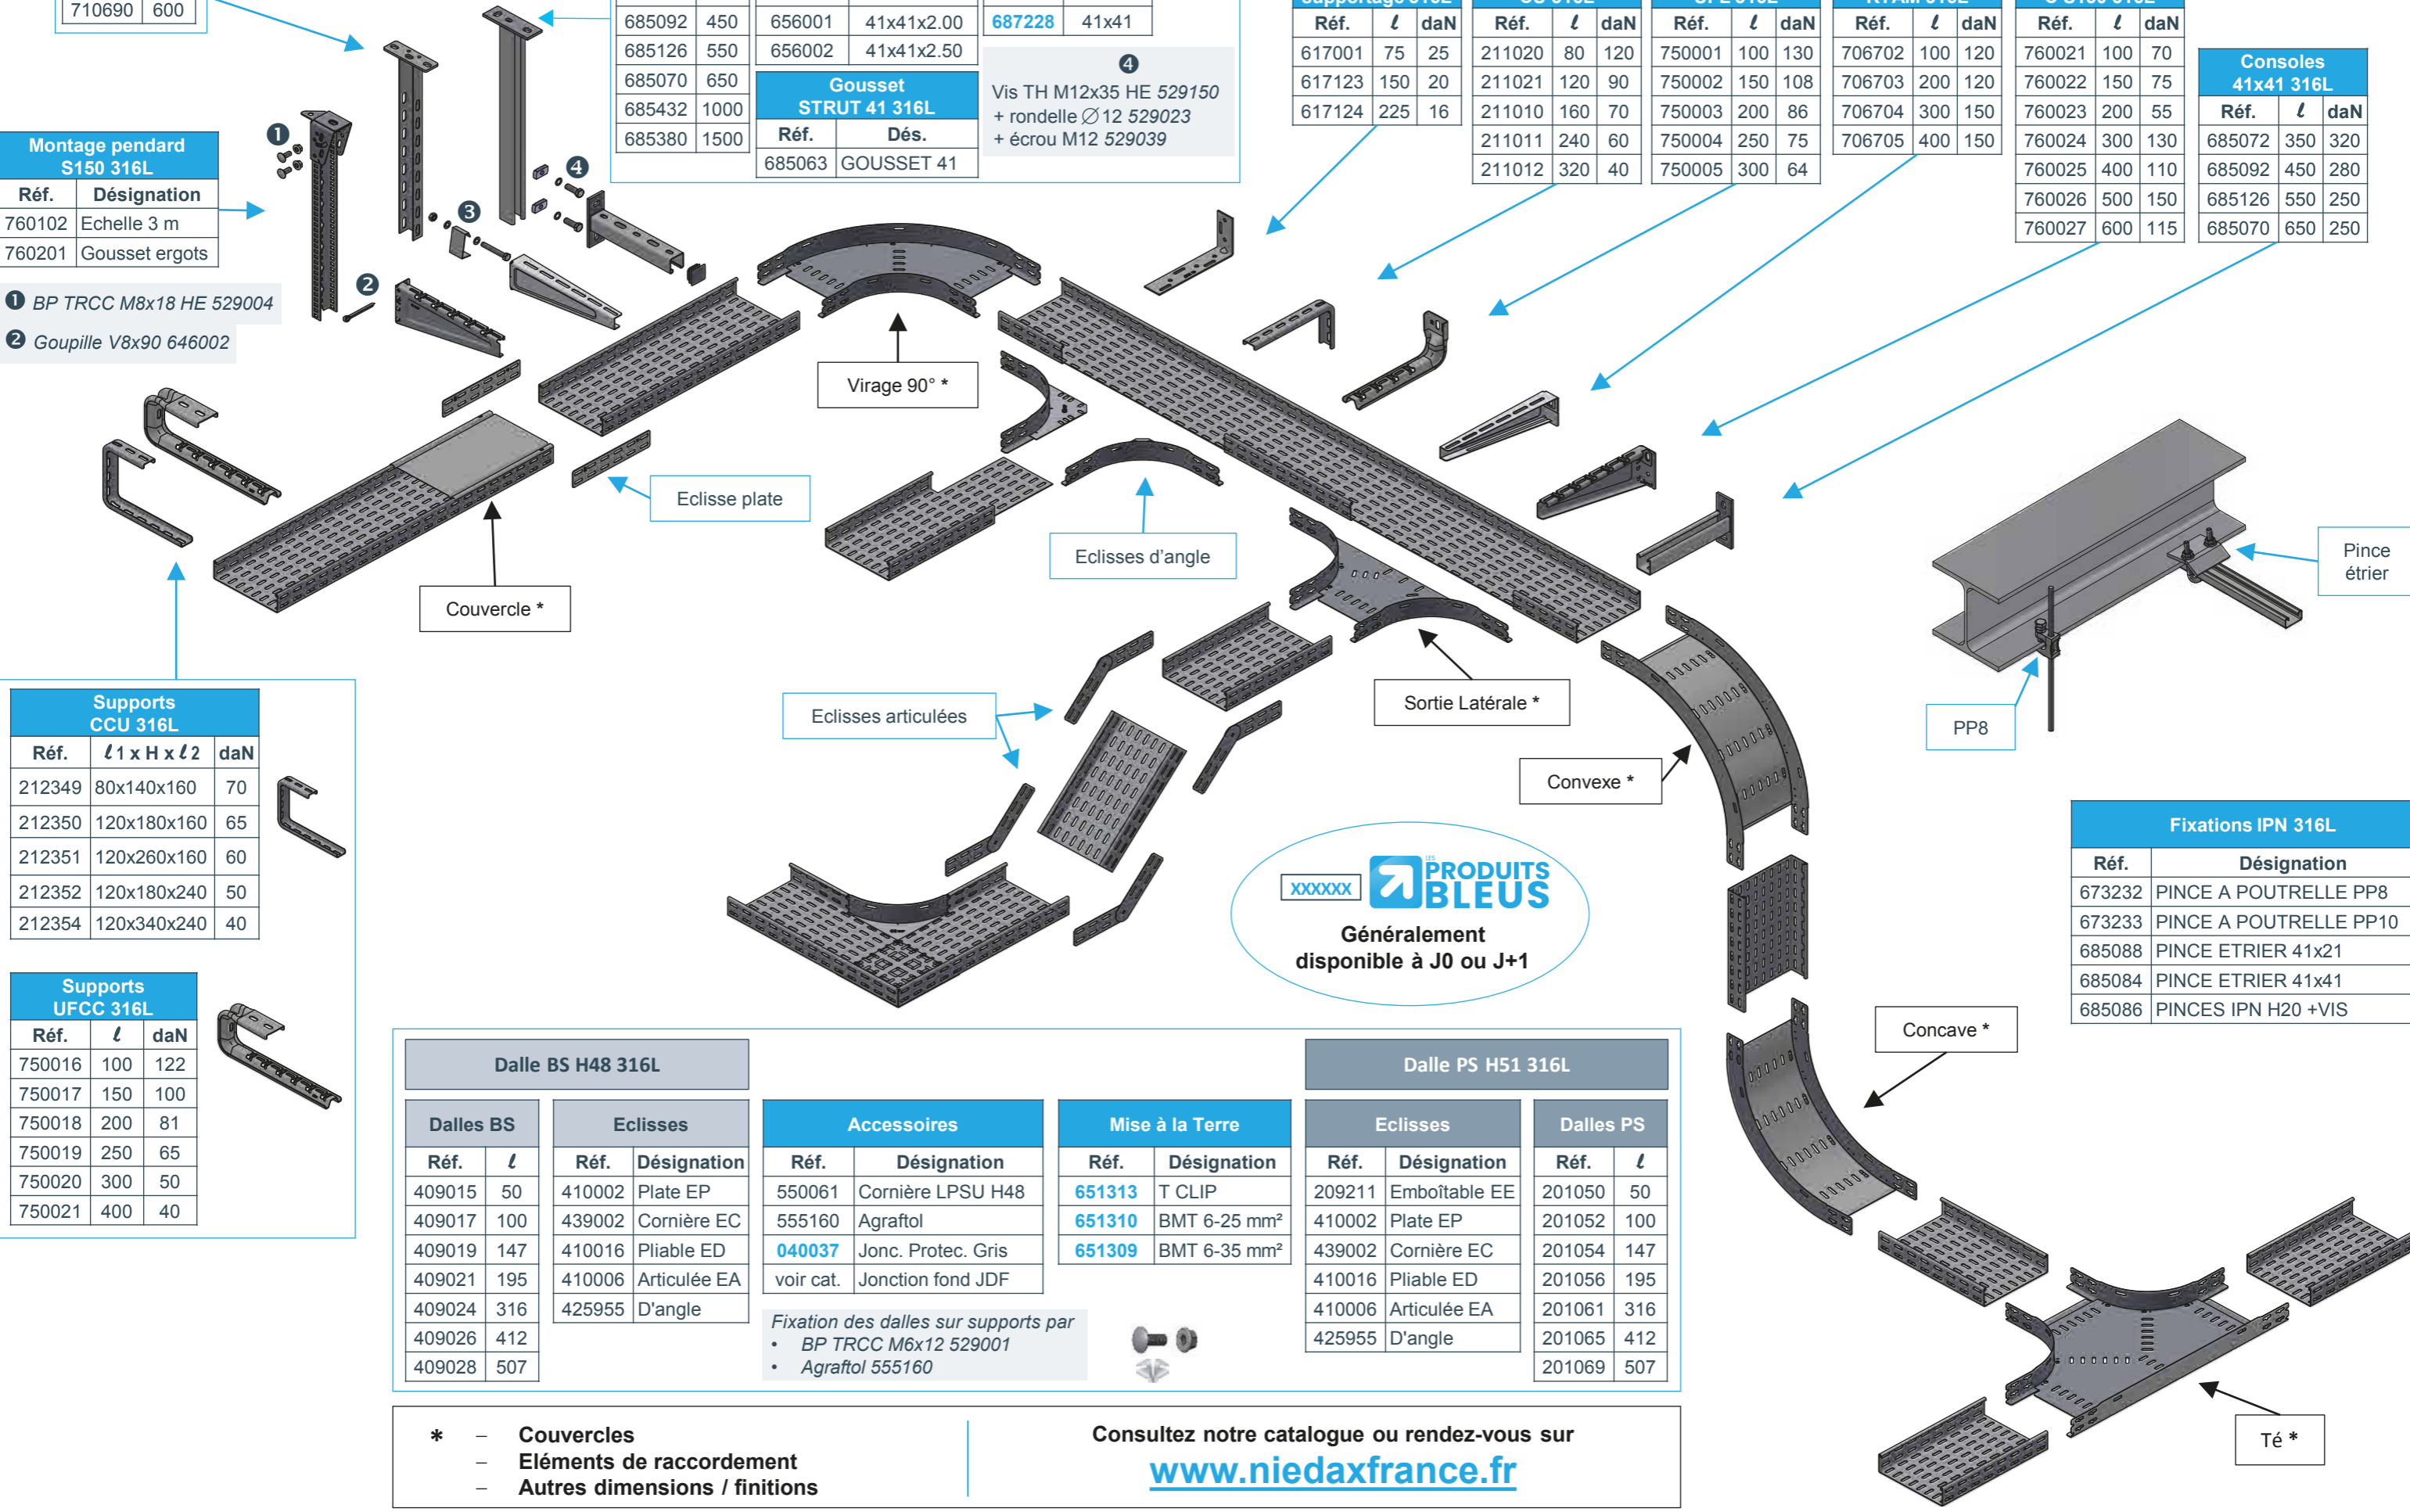 710690 600
685092 450
685126 550
685070 650
685432 1000
685380 1500
656001 41x41x2.00
656002 41x41x2.50
687228 41x41
Gousset
STRUT 41 316L
Réf. Dés.
685063 GOUSSET 41
❹
Vis TH M12x35 HE 529150
+ rondelle ∅ 12 529023
+ écrou M12 529039
Réf. ℓ daN
617001 75 25
617123 150 20
617124 225 16
Réf. ℓ daN
211020 80 120
211021 120 90
211010 160 70
211011 240 60
211012 320 40
Réf. ℓ daN
750001 100 130
750002 150 108
750003 200 86
750004 250 75
750005 300 64
Réf. ℓ daN
706702 100 120
706703 200 120
706704 300 150
706705 400 150
Réf. ℓ daN
760021 100 70
760022 150 75
760023 200 55
760024 300 130
760025 400 110
760026 500 150
760027 600 115
Consoles
41x41 316L
Réf. ℓ daN
685072 350 320
685092 450 280
685126 550 250
685070 650 250
Montage pendard
S150 316L
Réf. Désignation
760102 Echelle 3 m
760201 Gousset ergots
❶ BP TRCC M8x18 HE 529004
❷ Goupille V8x90 646002
❶
❷
❸
❹
Virage 90° *
Eclisse plate
Couvercle *
Eclisses d'angle
Eclisses articulées
Sortie Latérale *
Convexe *
Concave *
Té *
Pince
étrier
PP8
Supports
CCU 316L
Réf. ℓ1 x H x ℓ2 daN
212349 80x140x160 70
212350 120x180x160 65
212351 120x260x160 60
212352 120x180x240 50
212354 120x340x240 40
Supports
UFCC 316L
Réf. ℓ daN
750016 100 122
750017 150 100
750018 200 81
750019 250 65
750020 300 50
750021 400 40
xxxxxx
LES
PRODUITS
BLEUS
Généralement
disponible à J0 ou J+1
Fixations IPN 316L
Réf. Désignation
673232 PINCE A POUTRELLE PP8
673233 PINCE A POUTRELLE PP10
685088 PINCE ETRIER 41x21
685084 PINCE ETRIER 41x41
685086 PINCES IPN H20 +VIS
Dalle BS H48 316L
Dalles BS
Réf. ℓ
409015 50
409017 100
409019 147
409021 195
409024 316
409026 412
409028 507
Eclisses
Réf. Désignation
410002 Plate EP
439002 Cornière EC
410016 Pliable ED
410006 Articulée EA
425955 D'angle
Accessoires
Réf. Désignation
550061 Cornière LPSU H48
555160 Agraftol
040037 Jonc. Protec. Gris
voir cat. Jonction fond JDF
Fixation des dalles sur supports par
• BP TRCC M6x12 529001
• Agraftol 555160
Mise à la Terre
Réf. Désignation
651313 T CLIP
651310 BMT 6-25 mm²
651309 BMT 6-35 mm²
Dalle PS H51 316L
Eclisses
Réf. Désignation
209211 Emboîtable EE
410002 Plate EP
439002 Cornière EC
410016 Pliable ED
410006 Articulée EA
425955 D'angle
Dalles PS
Réf. ℓ
201050 50
201052 100
201054 147
201056 195
201061 316
201065 412
201069 507
* – Couvercles
– Eléments de raccordement
– Autres dimensions / finitions
Consultez notre catalogue ou rendez-vous sur
www.niedaxfrance.fr